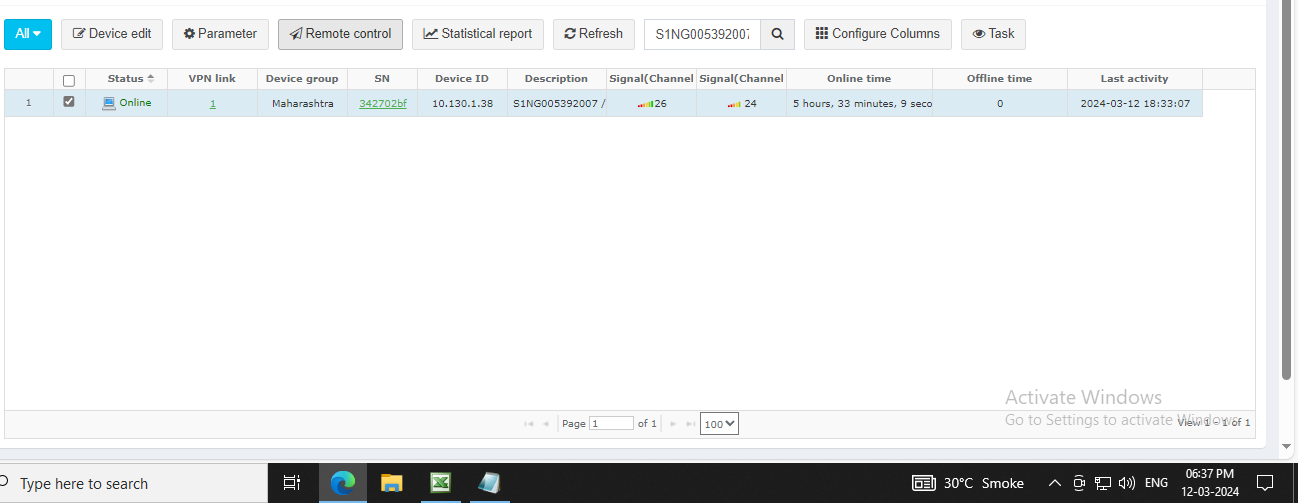 All Device edit Parameter Remote control Statistical report Refresh S1NG005392007 Configure Columns Task
Status VPN link Device group SN Device ID Description Signal(Channel Signal(Channel Online time Offline time Last activity
1 Online 1 Maharashtra 342702bf 10.130.1.38 S1NG005392007 / 26 24 5 hours, 33 minutes, 9 seco 0 2024-03-12 18:33:07
Activate Windows
Go to Settings to activate Windows.
Page 1 of 1 100 View 1 - 1 of 1
Type here to search 30°C Smoke ENG 06:37 PM
12-03-2024